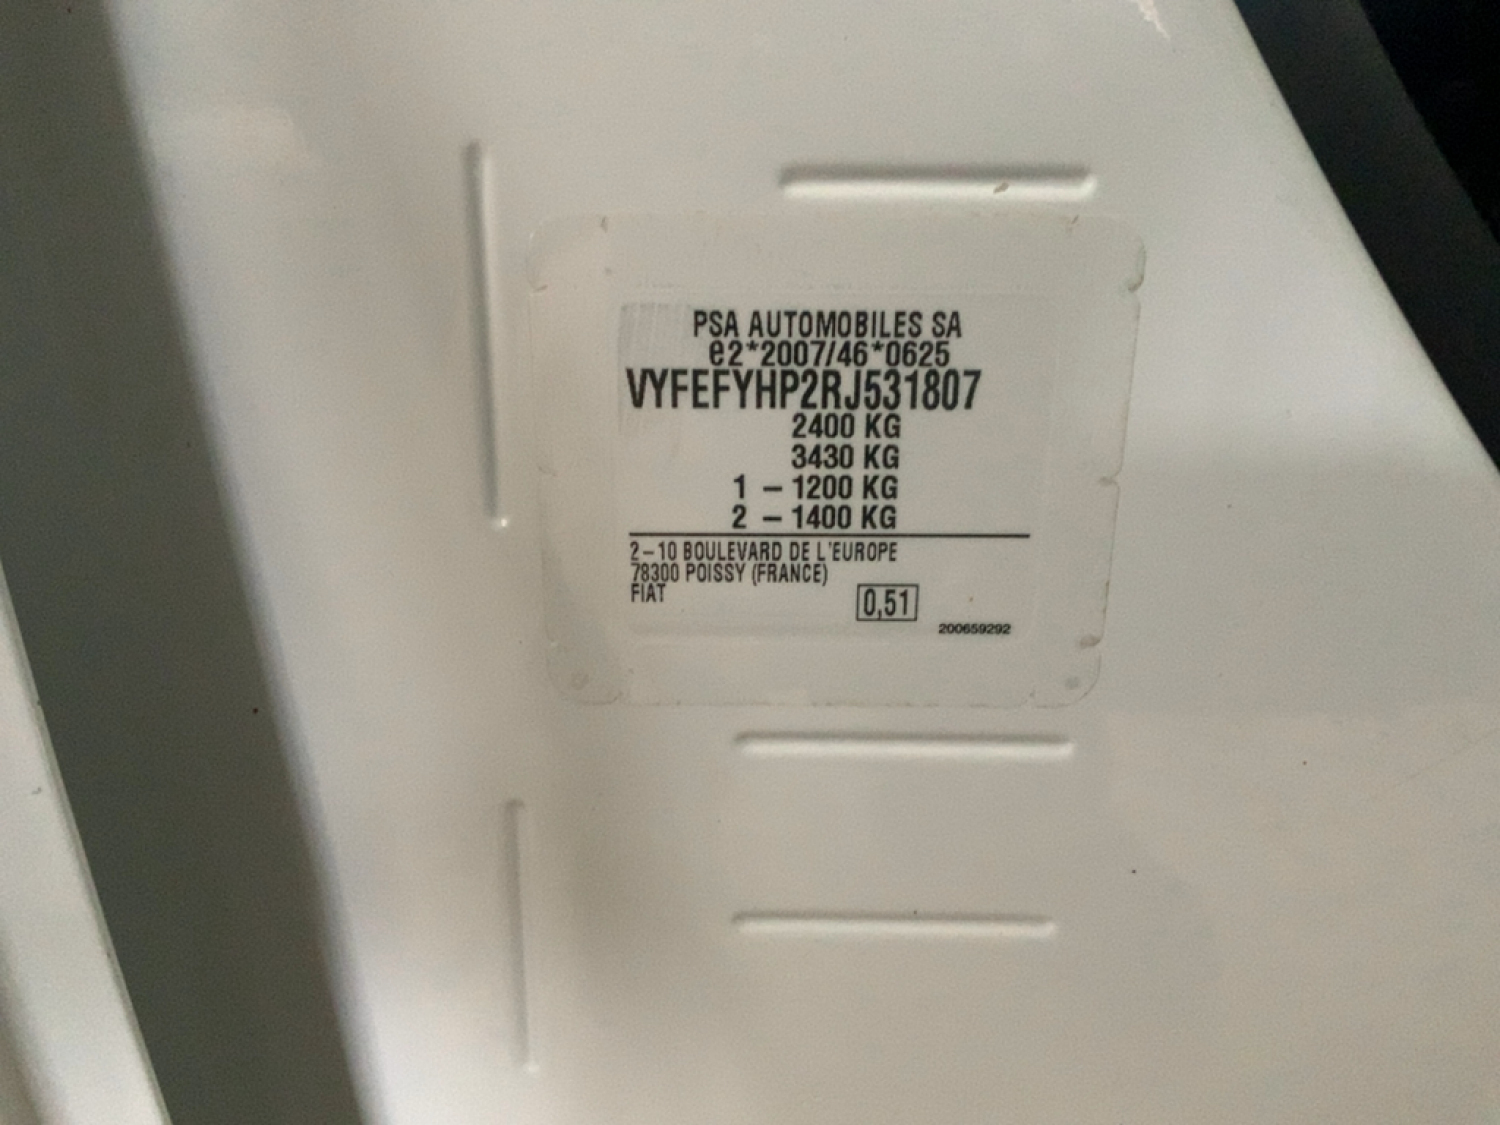 PSA AUTOMOBILES SA
e2*2007/46*0625
VYFEFYHP2RJ531807
2400 KG
3430 KG
1 – 1200 KG
2 – 1400 KG
2–10 BOULEVARD DE L'EUROPE
78300 POISSY (FRANCE)
FIAT
0,51
200659292